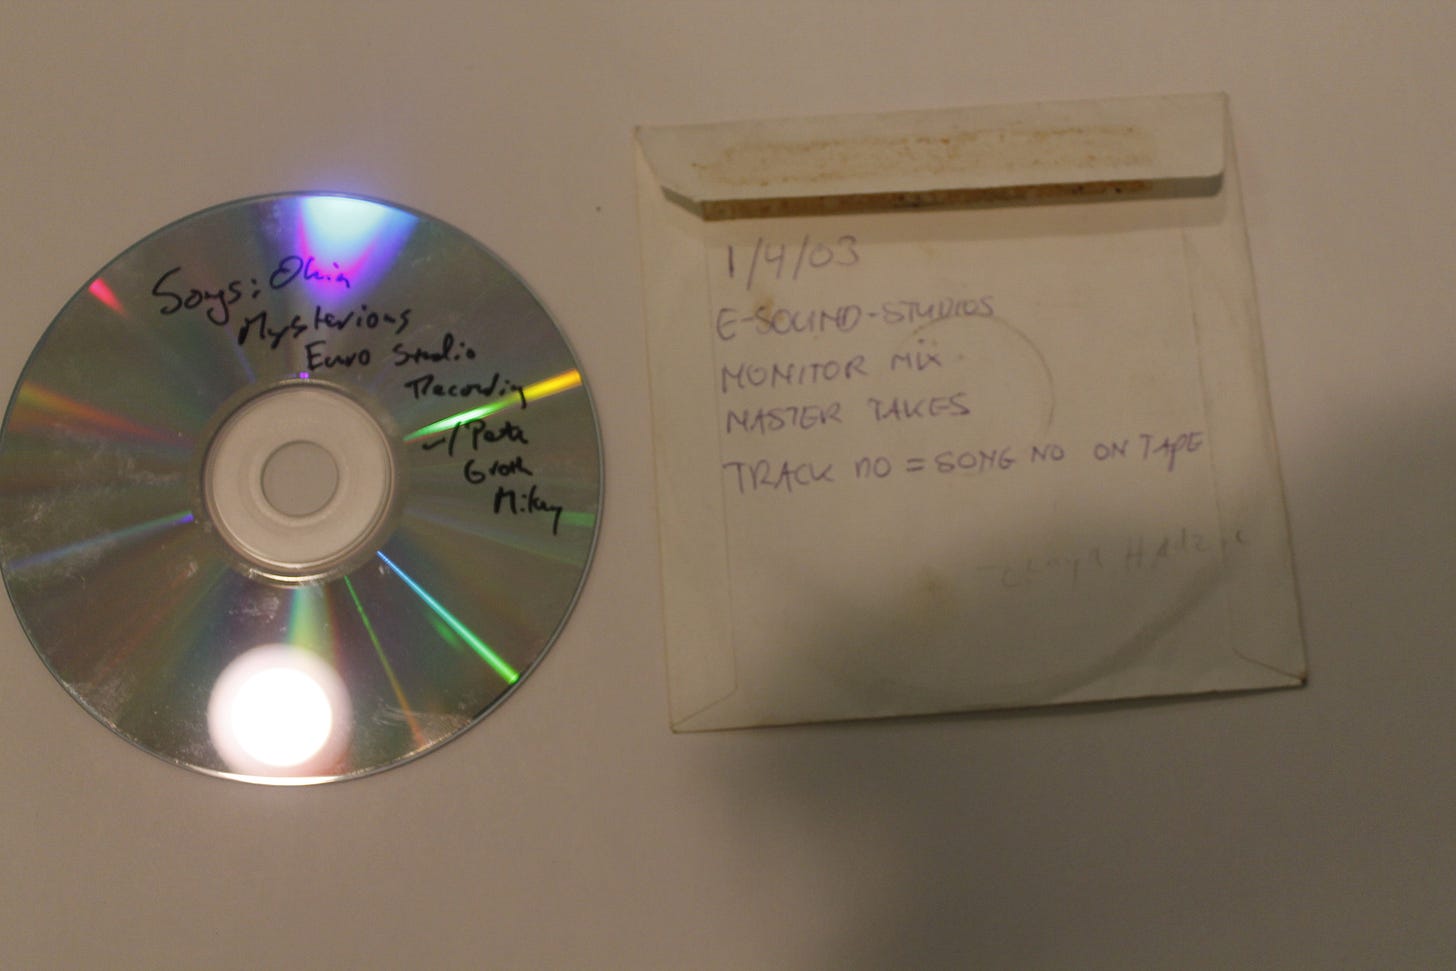 Songs: Ohia
Mysterious
Euro Studio
Recording
w/ Pete
Groth
Mikey
1/4/03
E-SOUND-STUDIOS
MONITOR MIX
MASTER TAKES
TRACK NO = SONG NO ON TAPE